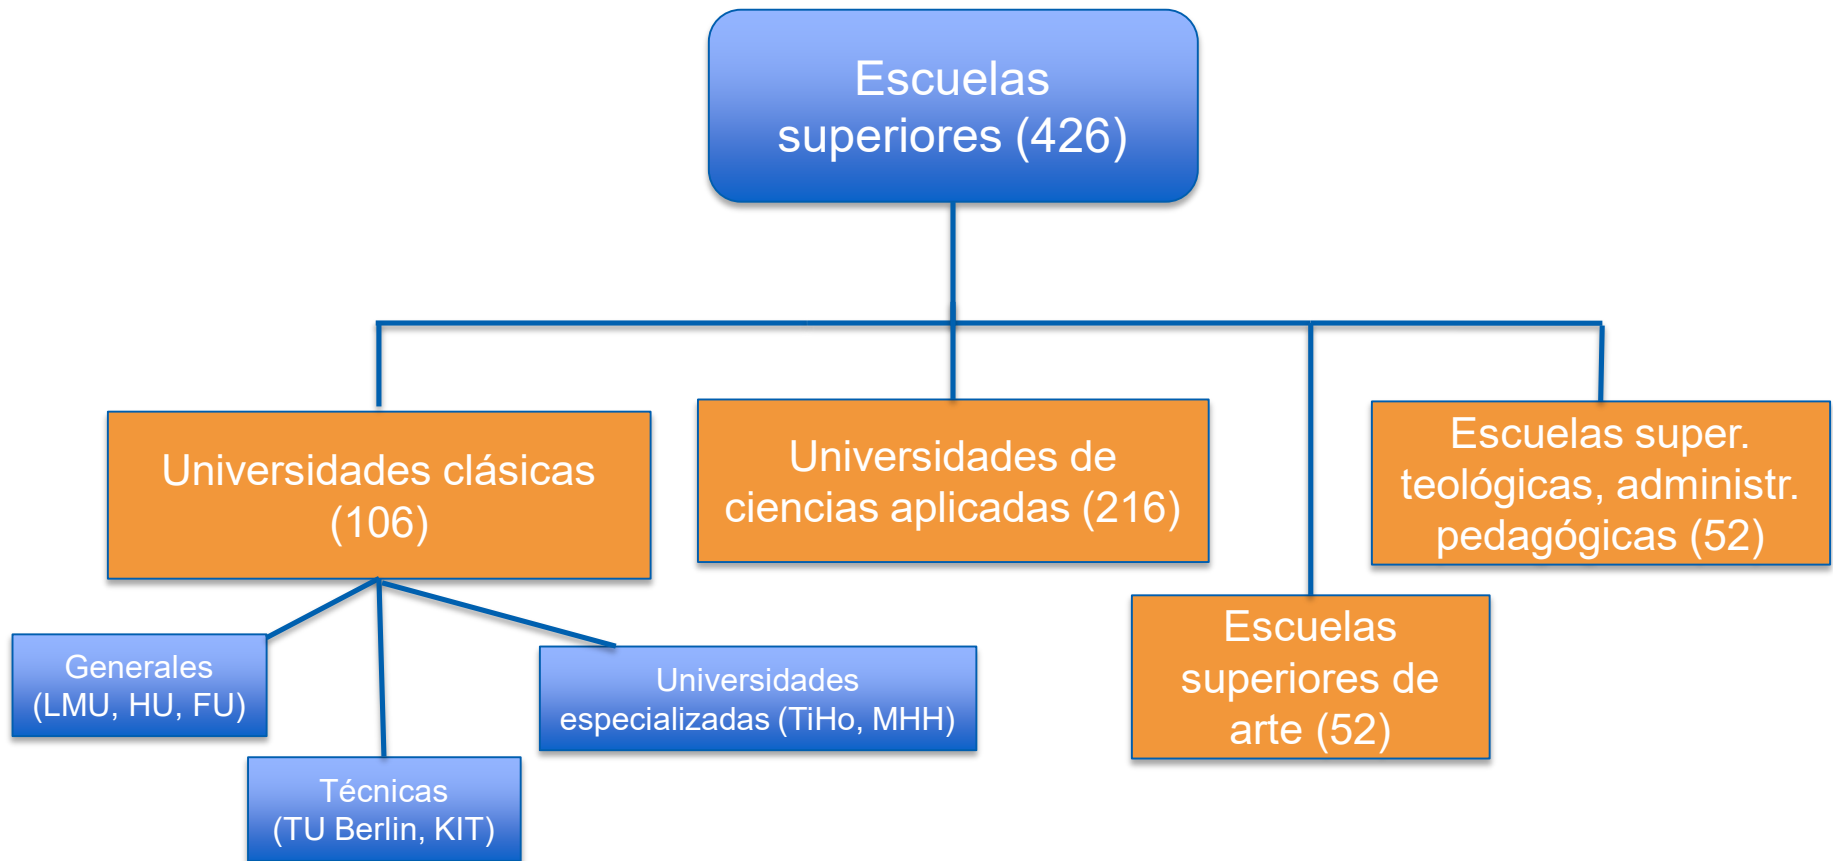 Escuelas
superiores (426)
Universidades clásicas
(106)
Universidades de
ciencias aplicadas (216)
Escuelas super.
teológicas, administr.
pedagógicas (52)
Escuelas
superiores de
arte (52)
Generales
(LMU, HU, FU)
Universidades
especializadas (TiHo, MHH)
Técnicas
(TU Berlin, KIT)